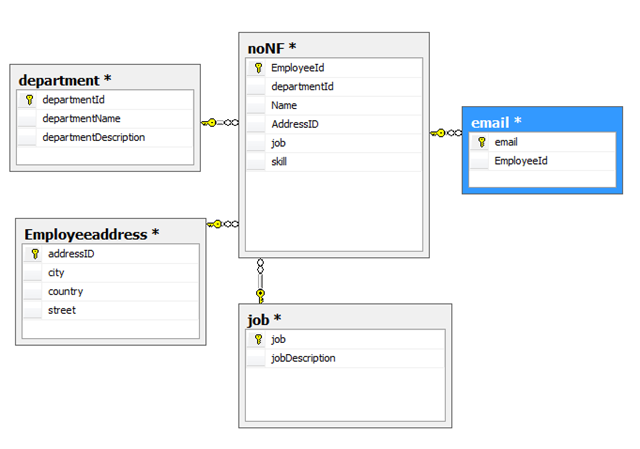 noNF *
EmployeeId
departmentId
Name
AddressID
job
skill
department *
departmentId
departmentName
departmentDescription
email *
email
EmployeeId
Employeeaddress *
addressID
city
country
street
job *
job
jobDescription